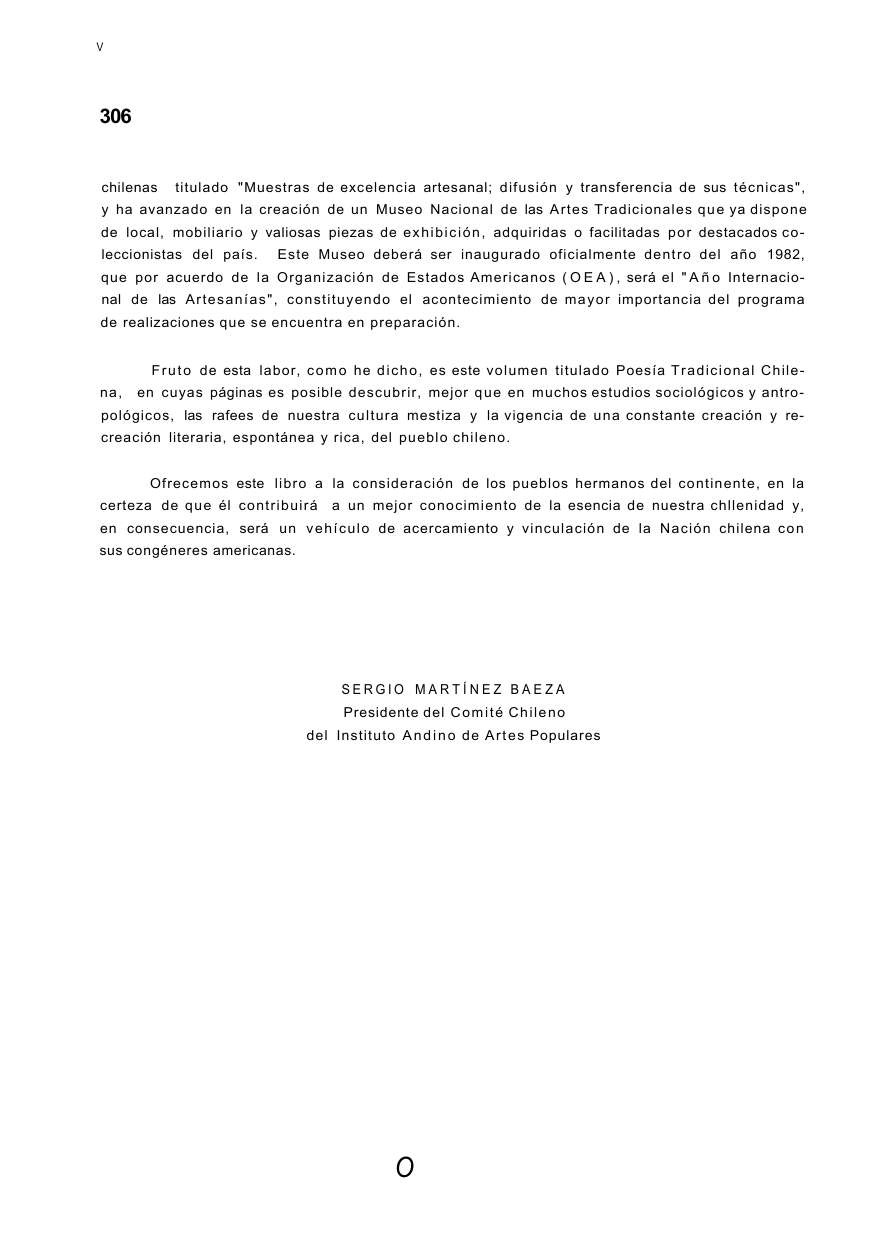 V
306
chilenas titulado "Muestras de excelencia artesanal; difusión y transferencia de sus técnicas",
y ha avanzado en la creación de un Museo Nacional de las Artes Tradicionales que ya dispone
de local, mobiliario y valiosas piezas de exhibición, adquiridas o facilitadas por destacados co-
leccionistas del país. Este Museo deberá ser inaugurado oficialmente dentro del año 1982,
que por acuerdo de la Organización de Estados Americanos (OEA), será el "Año Internacio-
nal de las Artesanías", constituyendo el acontecimiento de mayor importancia del programa
de realizaciones que se encuentra en preparación.
Fruto de esta labor, como he dicho, es este volumen titulado Poesía Tradicional Chile-
na, en cuyas páginas es posible descubrir, mejor que en muchos estudios sociológicos y antro-
pológicos, las rafees de nuestra cultura mestiza y la vigencia de una constante creación y re-
creación literaria, espontánea y rica, del pueblo chileno.
Ofrecemos este libro a la consideración de los pueblos hermanos del continente, en la
certeza de que él contribuirá a un mejor conocimiento de la esencia de nuestra chllenidad y,
en consecuencia, será un vehículo de acercamiento y vinculación de la Nación chilena con
sus congéneres americanas.
SERGIO MARTÍNEZ BAEZA
Presidente del Comité Chileno
del Instituto Andino de Artes Populares
O